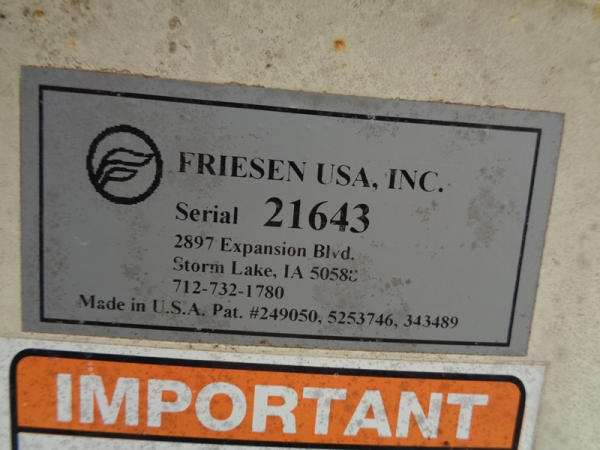 FRIESEN USA, INC.
Serial 21643
2897 Expansion Blvd.
Storm Lake, IA 50588
712-732-1780
Made in U.S.A. Pat. #249050, 5253746, 343489
IMPORTANT